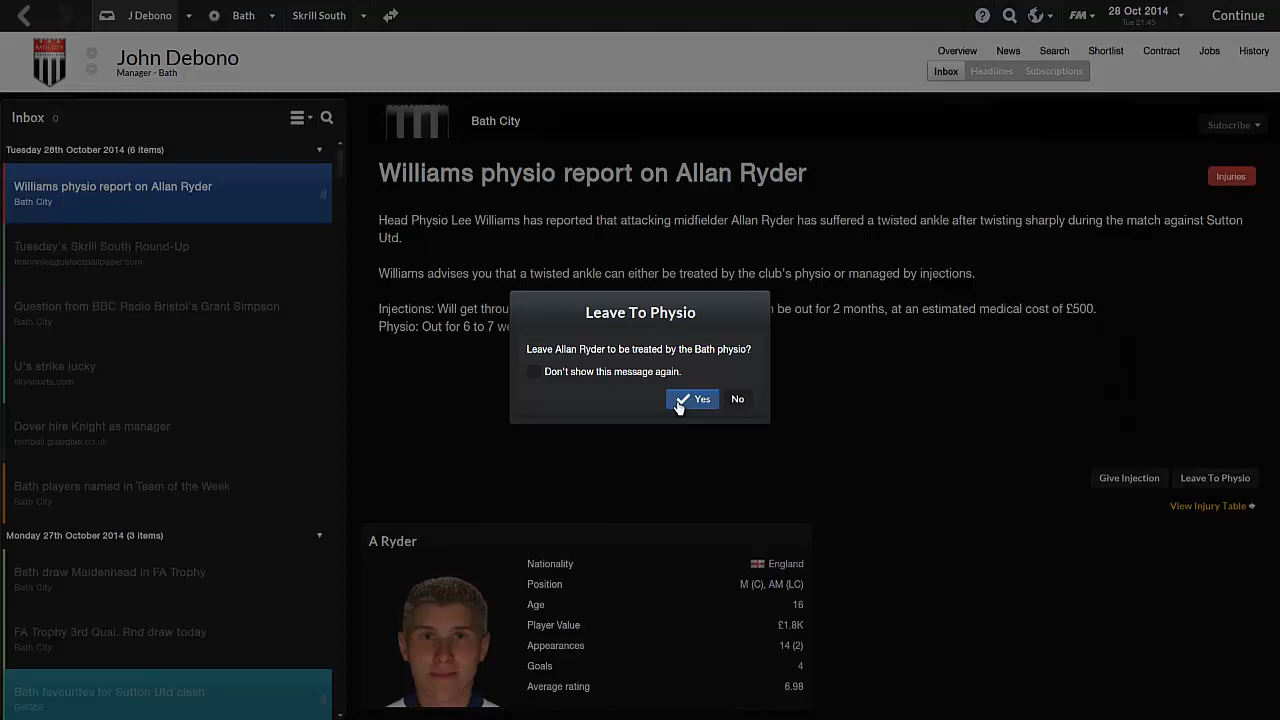 J Debono
Bath
Skrill South
FM
28 Oct 2014
Tue 21:45
Continue
BATH CITY
John Debono
Manager - Bath
Overview News Search Shortlist Contract Jobs History
Inbox Headlines Subscriptions
Inbox 0
Tuesday 28th October 2014 (6 items)
Williams physio report on Allan Ryder
Bath City
Tuesday's Skrill South Round-Up
thenonleaguefootballpaper.com
Question from BBC Radio Bristol's Grant Simpson
Bath City
U's strike lucky
skysports.com
Dover hire Knight as manager
football.guardian.co.uk
Bath players named in Team of the Week
Bath City
Monday 27th October 2014 (3 items)
Bath draw Maidenhead in FA Trophy
Bath City
FA Trophy 3rd Qual. Rnd draw today
Bath City
Bath favourites for Sutton Utd clash
Bet365
Bath City
Subscribe
Williams physio report on Allan Ryder
Injuries
Head Physio Lee Williams has reported that attacking midfielder Allan Ryder has suffered a twisted ankle after twisting sharply during the match against Sutton
Utd.
Williams advises you that a twisted ankle can either be treated by the club's physio or managed by injections.
Injections: Will get throu be out for 2 months, at an estimated medical cost of £500.
Physio: Out for 6 to 7 we
Leave To Physio
Leave Allan Ryder to be treated by the Bath physio?
Don't show this message again.
Yes No
Give Injection Leave To Physio
View Injury Table
A Ryder
Nationality England
Position M (C), AM (LC)
Age 16
Player Value £1.8K
Appearances 14 (2)
Goals 4
Average rating 6.98